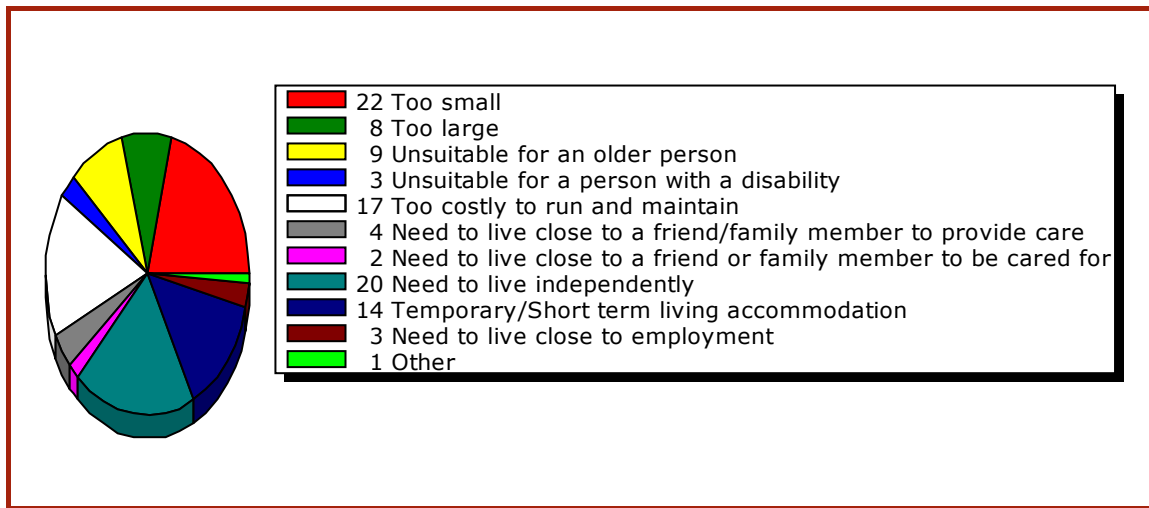 22 Too small
8 Too large
9 Unsuitable for an older person
3 Unsuitable for a person with a disability
17 Too costly to run and maintain
4 Need to live close to a friend/family member to provide care
2 Need to live close to a friend or family member to be cared for
20 Need to live independently
14 Temporary/Short term living accommodation
3 Need to live close to employment
1 Other